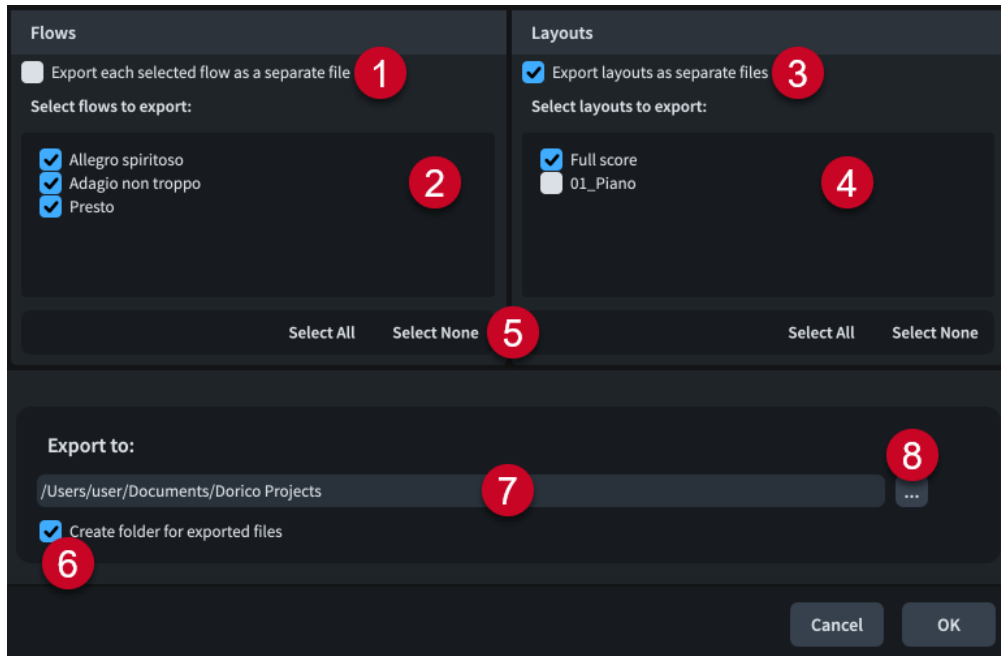 Flows
Export each selected flow as a separate file
1
Select flows to export:
Allegro spiritoso
Adagio non troppo
Presto
2
Select All Select None
5
Layouts
Export layouts as separate files
3
Select layouts to export:
Full score
01_Piano
4
Select All Select None
Export to:
8
/Users/user/Documents/Dorico Projects
7
...
Create folder for exported files
6
Cancel OK